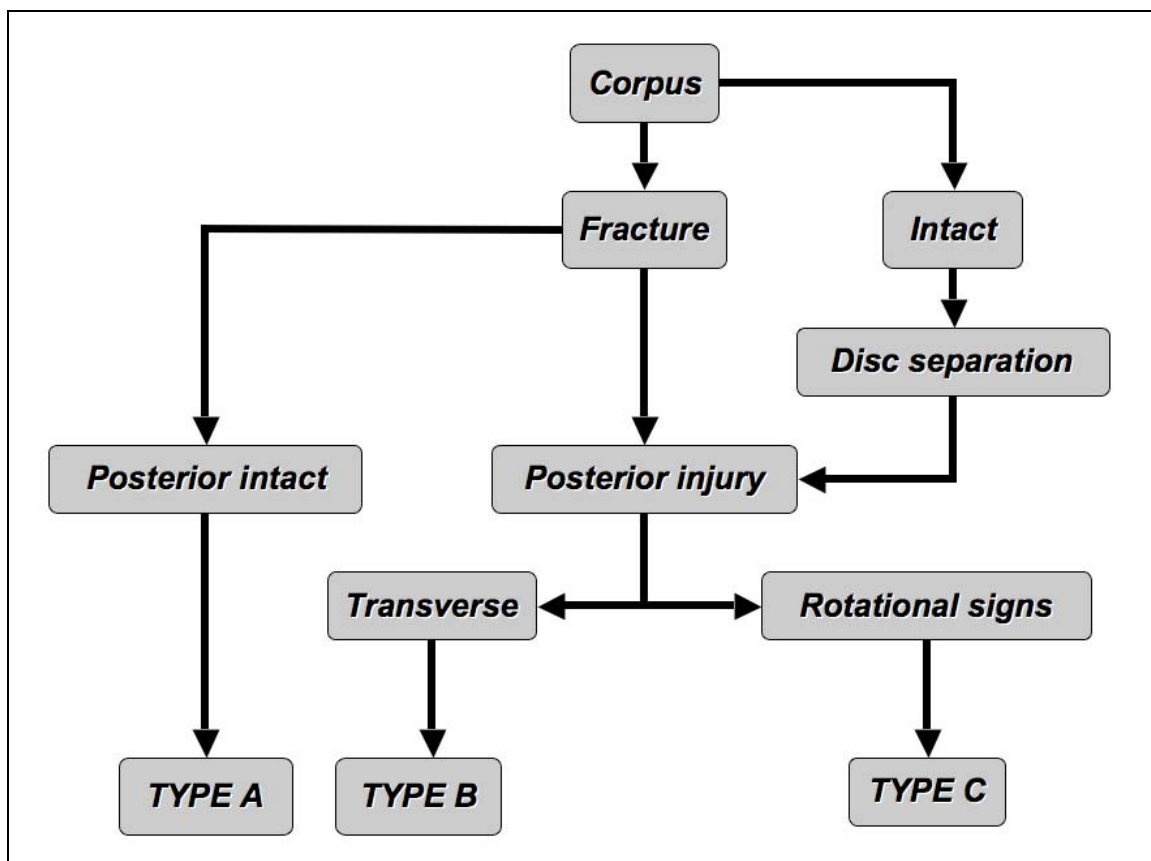 Corpus
Fracture
Intact
Disc separation
Posterior intact
Posterior injury
Transverse
Rotational signs
TYPE A
TYPE B
TYPE C